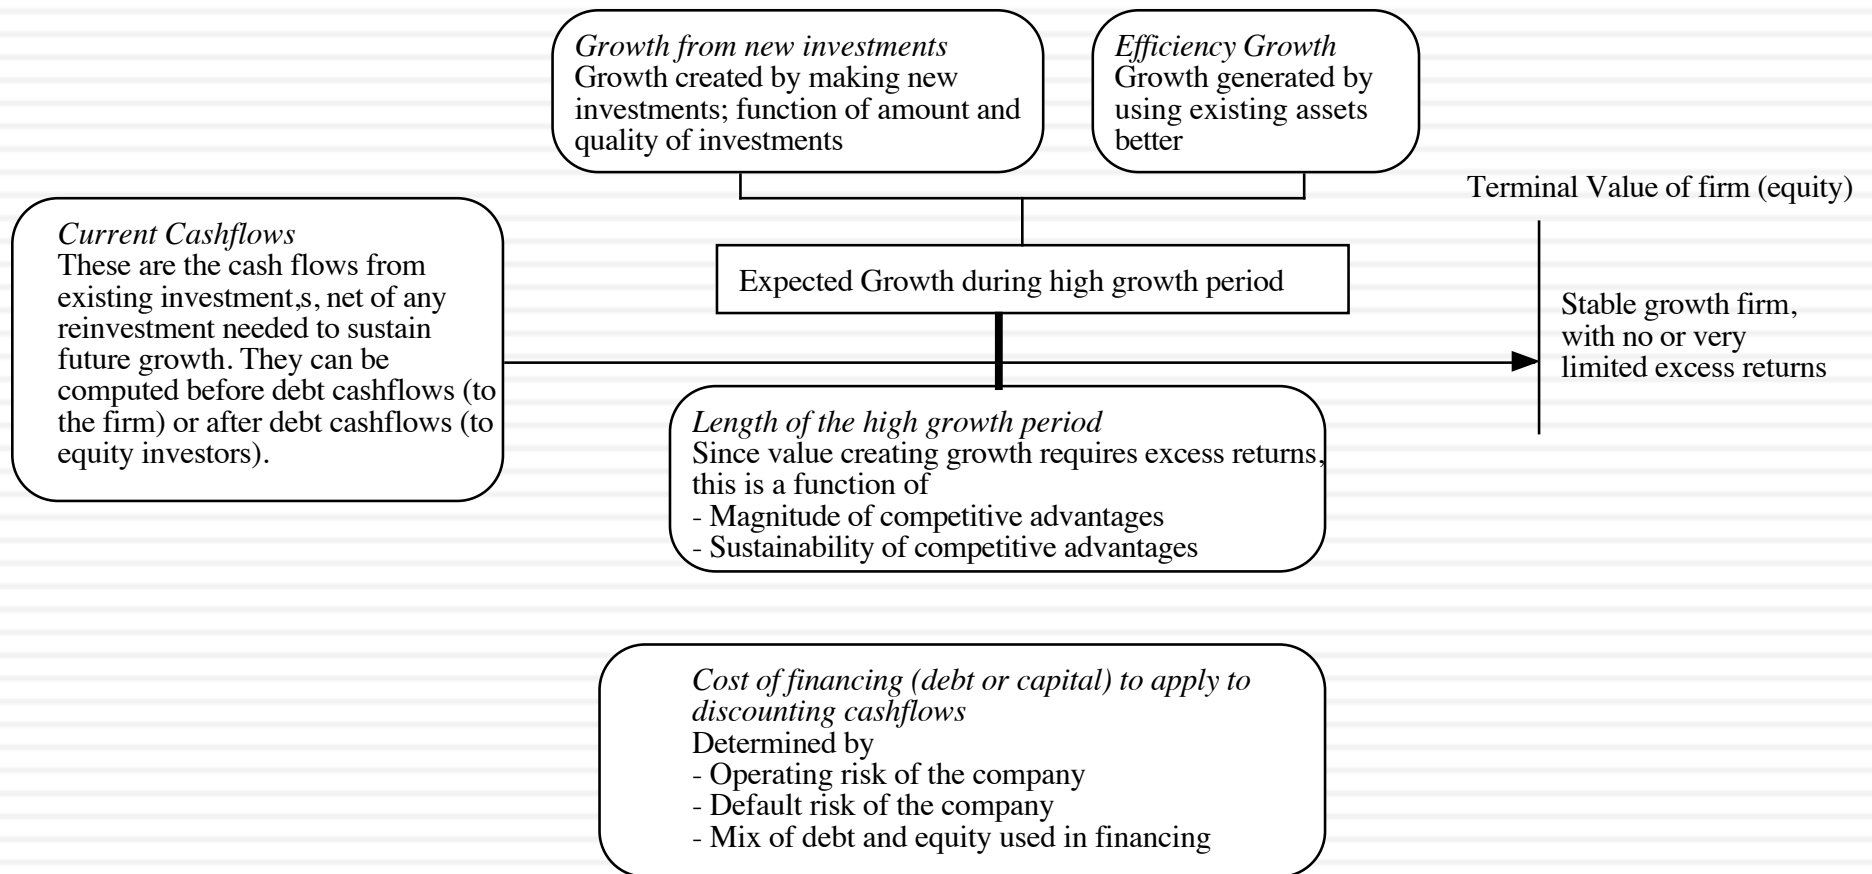 Growth from new investments
Growth created by making new
investments; function of amount and
quality of investments
Efficiency Growth
Growth generated by
using existing assets
better
Terminal Value of firm (equity)
Current Cashflows
These are the cash flows from
existing investment,s, net of any
reinvestment needed to sustain
future growth. They can be
computed before debt cashflows (to
the firm) or after debt cashflows (to
equity investors).
Expected Growth during high growth period
Stable growth firm,
with no or very
limited excess returns
Length of the high growth period
Since value creating growth requires excess returns,
this is a function of
- Magnitude of competitive advantages
- Sustainability of competitive advantages
Cost of financing (debt or capital) to apply to
discounting cashflows
Determined by
- Operating risk of the company
- Default risk of the company
- Mix of debt and equity used in financing